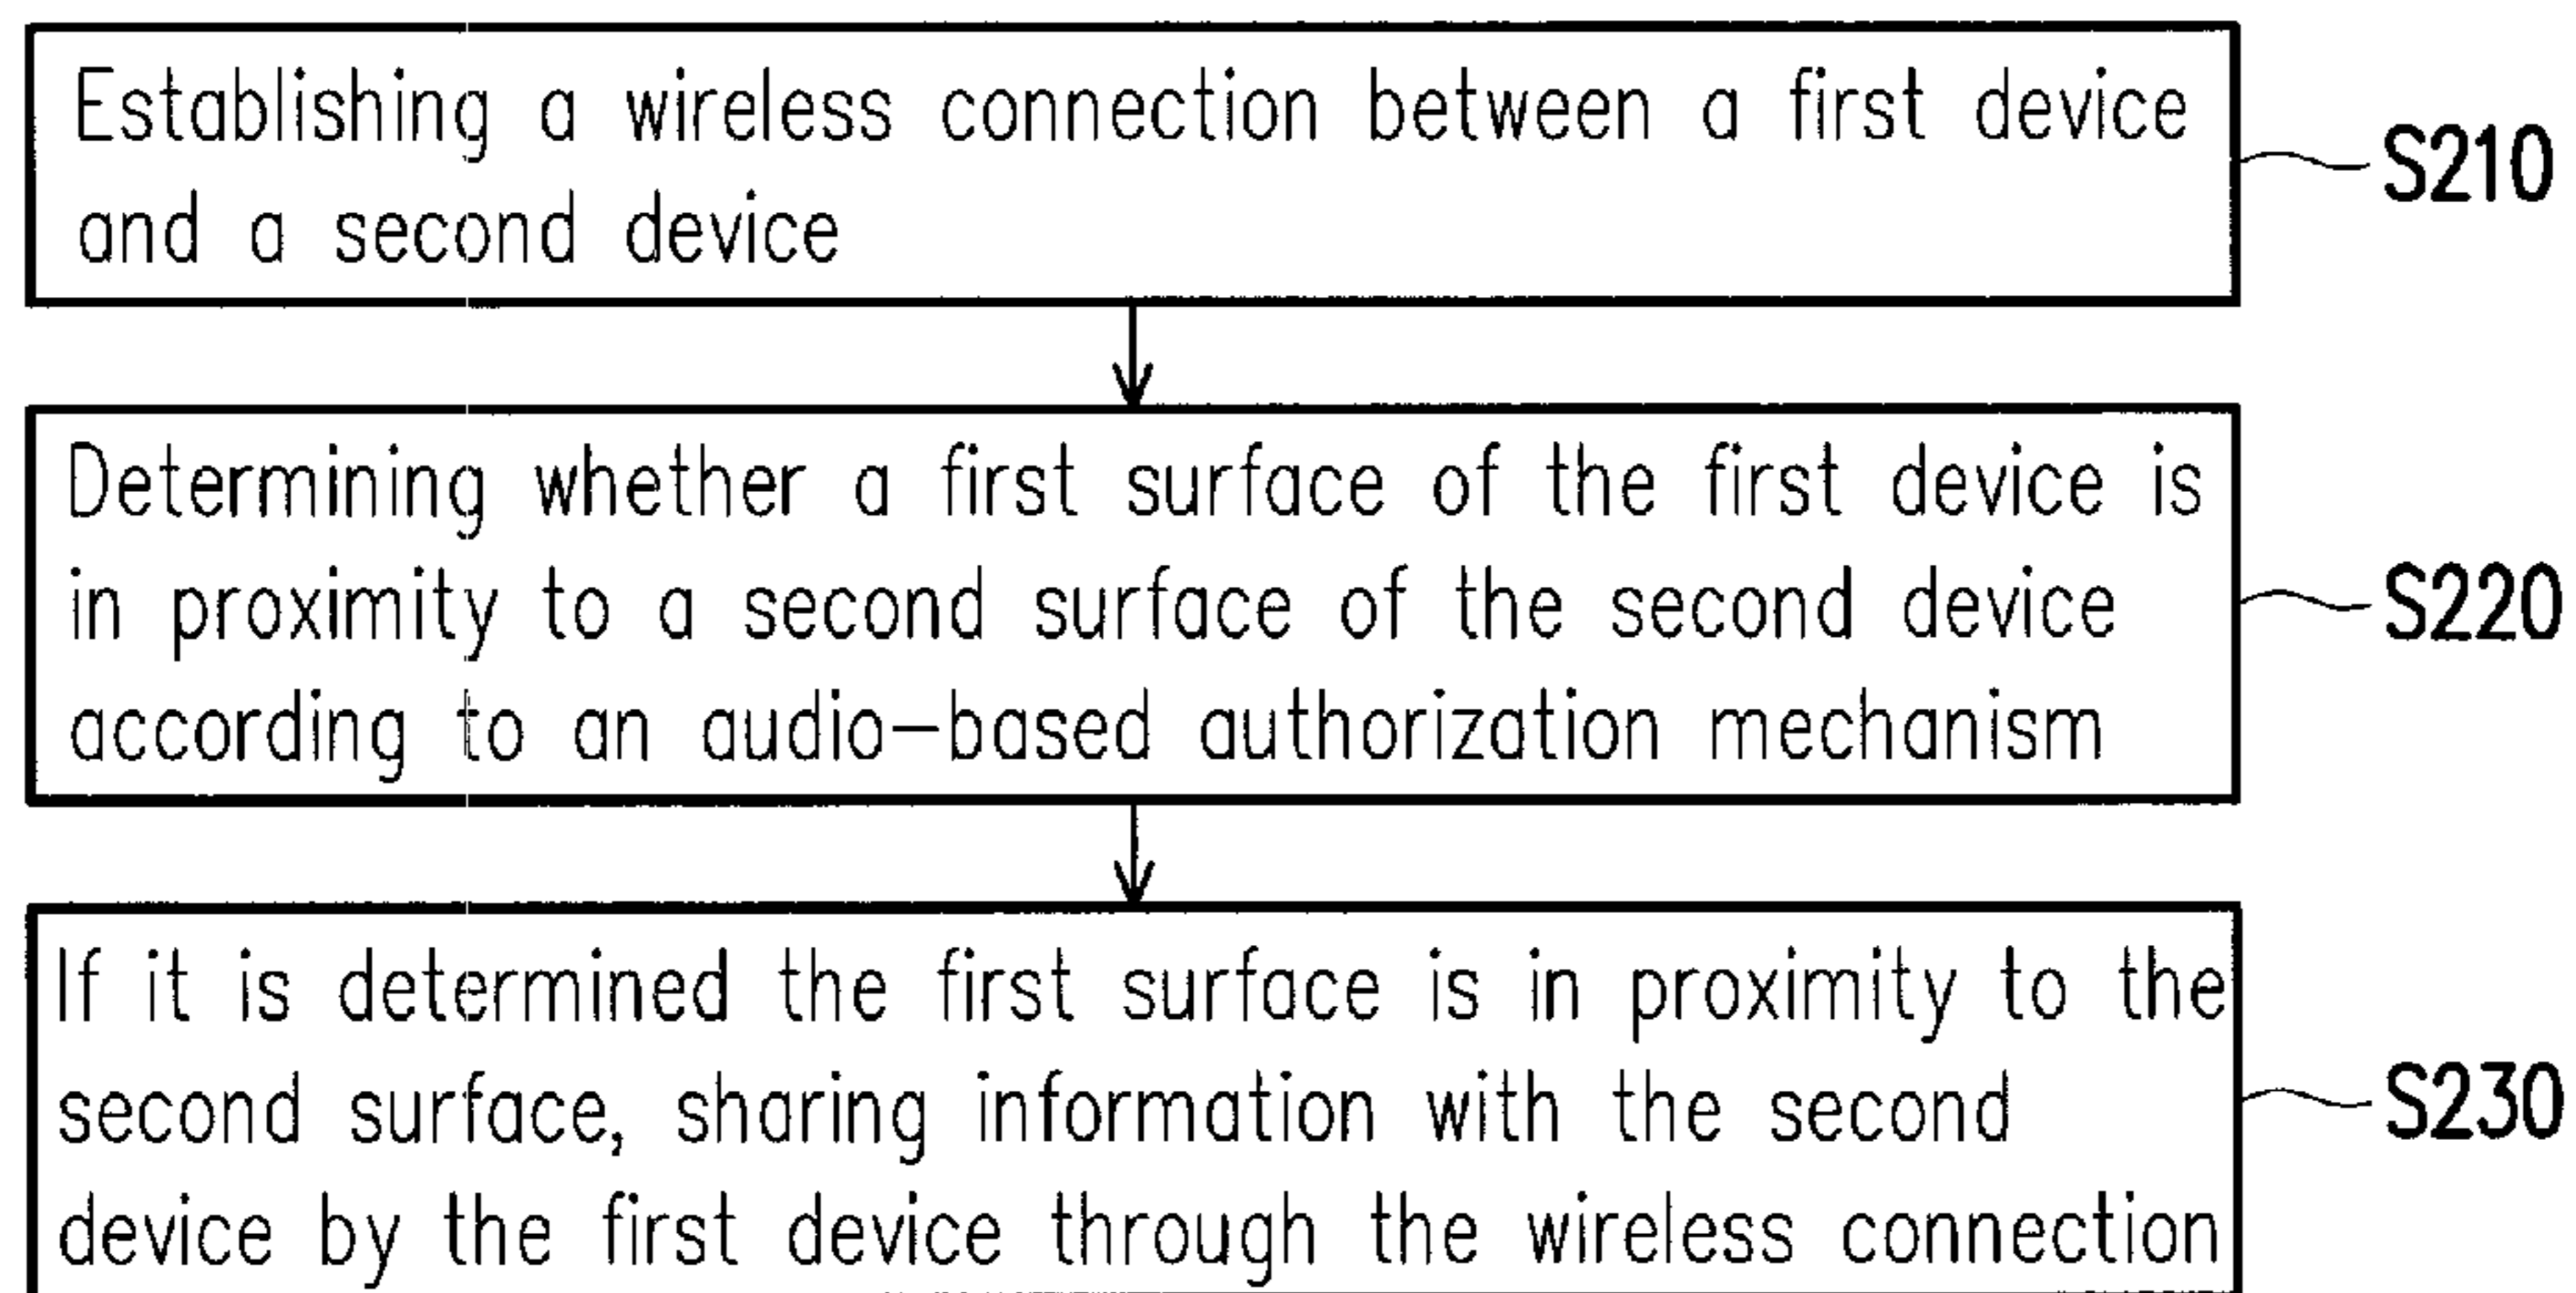 Establishing a wireless connection between a first device
and a second device
S210
Determining whether a first surface of the first device is
in proximity to a second surface of the second device
according to an audio-based authorization mechanism
S220
If it is determined the first surface is in proximity to the
second surface, sharing information with the second
device by the first device through the wireless connection
S230